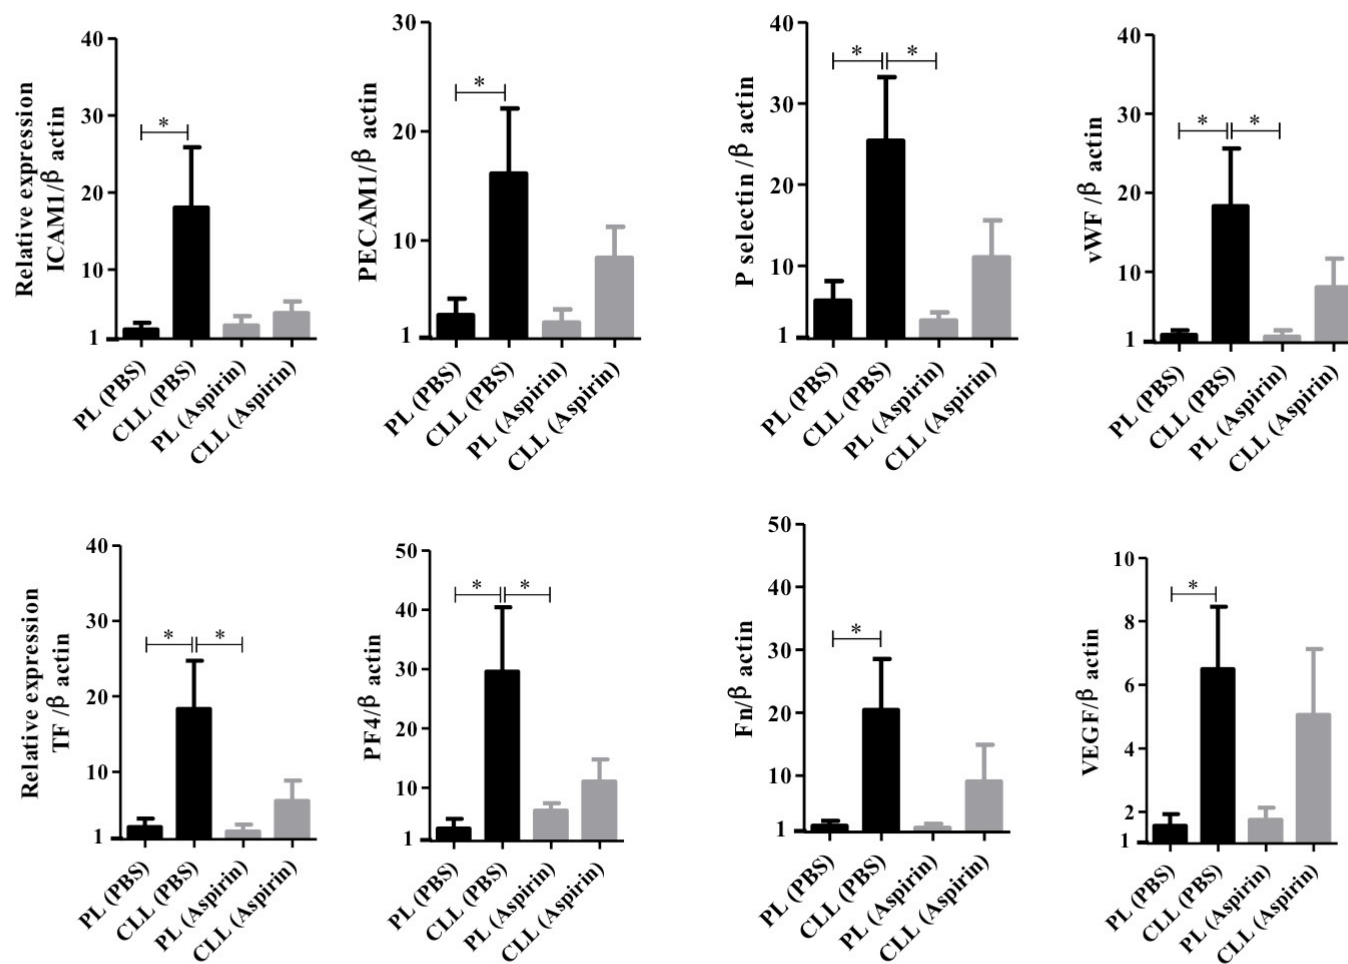 Relative expression
ICAM1/β actin
40
30
20
10
1
*
PL (PBS)
CLL (PBS)
PL (Aspirin)
CLL (Aspirin)
PECAM1/β actin
30
20
10
1
*
PL (PBS)
CLL (PBS)
PL (Aspirin)
CLL (Aspirin)
P selectin /β actin
40
30
20
10
1
* *
PL (PBS)
CLL (PBS)
PL (Aspirin)
CLL (Aspirin)
vWF /β actin
40
30
20
10
1
* *
PL (PBS)
CLL (PBS)
PL (Aspirin)
CLL (Aspirin)
Relative expression
TF /β actin
40
30
20
10
1
* *
PL (PBS)
CLL (PBS)
PL (Aspirin)
CLL (Aspirin)
PF4/β actin
50
40
30
20
10
1
* *
PL (PBS)
CLL (PBS)
PL (Aspirin)
CLL (Aspirin)
Fn/β actin
50
40
30
20
10
1
*
PL (PBS)
CLL (PBS)
PL (Aspirin)
CLL (Aspirin)
VEGF/β actin
10
8
6
4
2
1
*
PL (PBS)
CLL (PBS)
PL (Aspirin)
CLL (Aspirin)